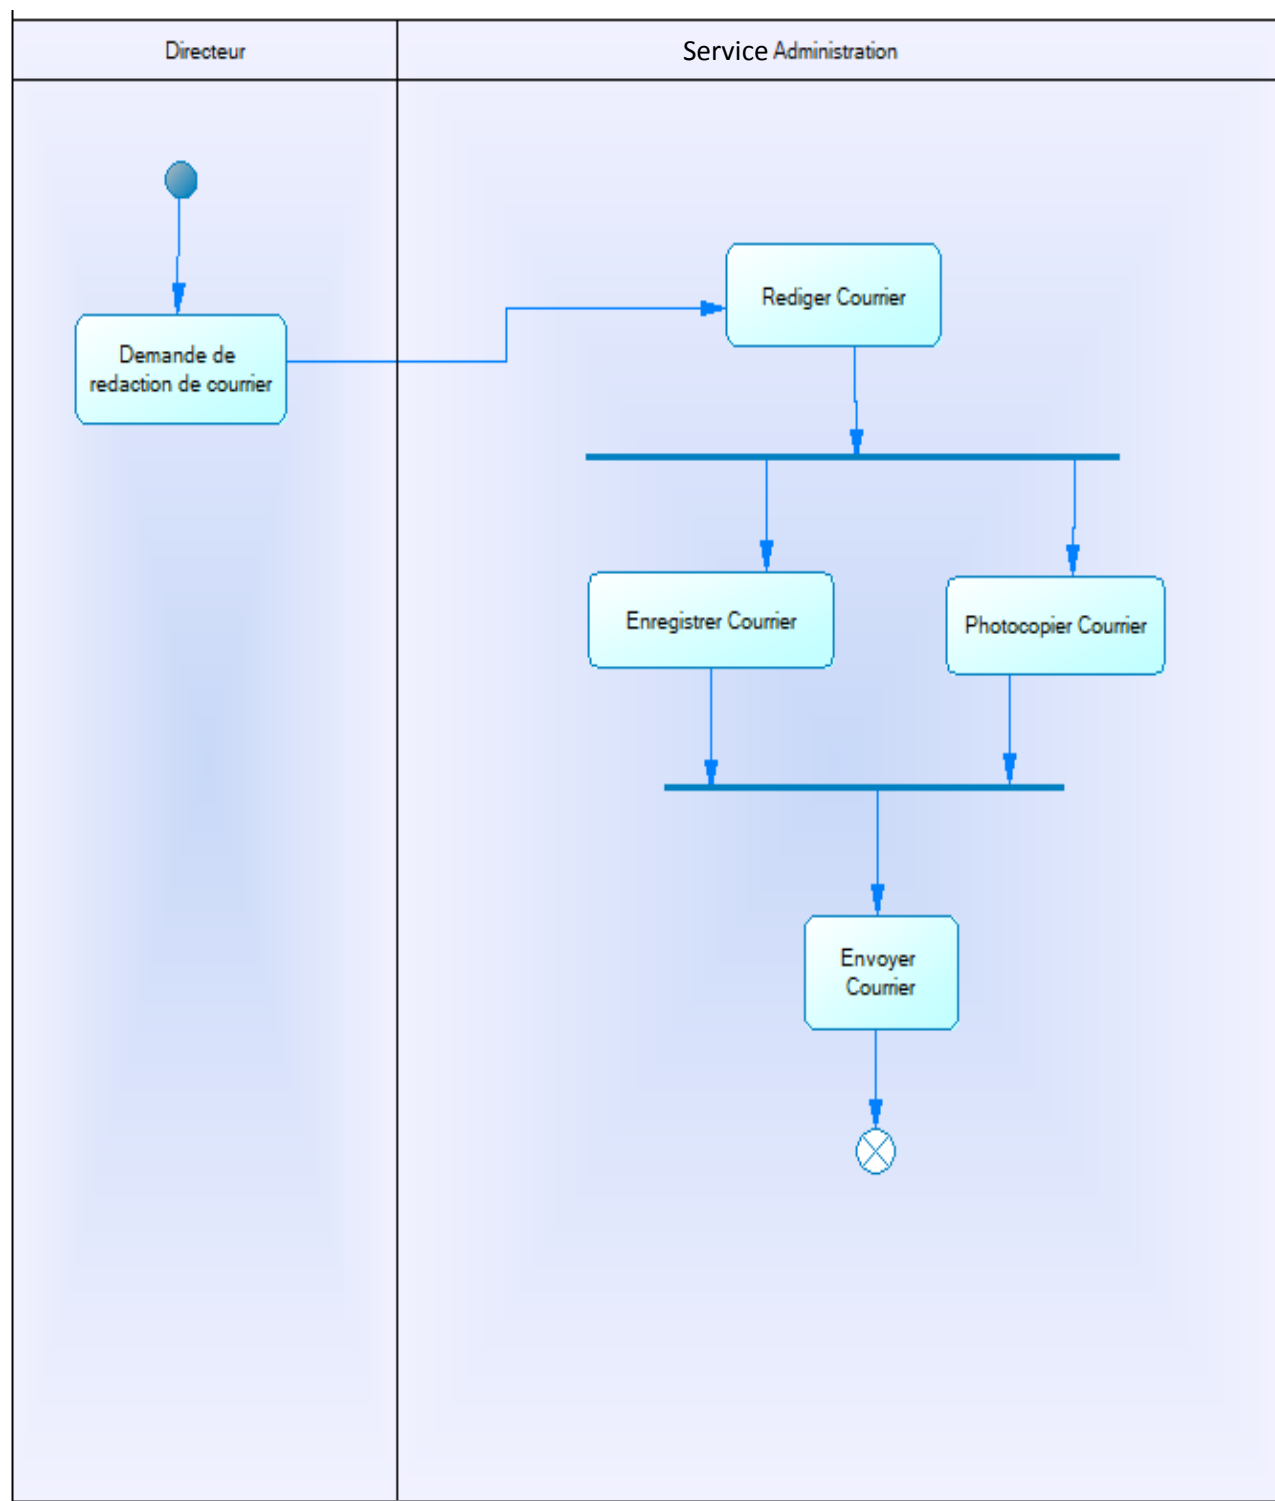 Directeur
Service Administration
Rediger Courrier
Demande de
redaction de courrier
Enregistrer Courrier
Photocopier Courrier
Envoyer
Courrier